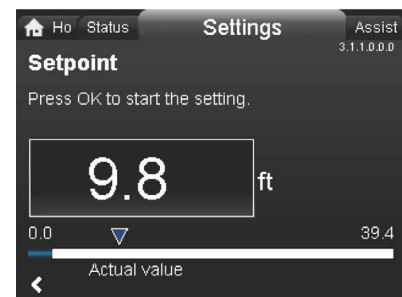 Ho Status Settings Assist
3.1.1.0.0.0
Setpoint
Press OK to start the setting.
9.8 ft
0.0 39.4
Actual value